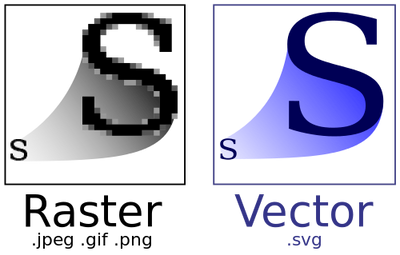 S
s
Raster
.jpeg .gif .png
S
s
Vector
.svg